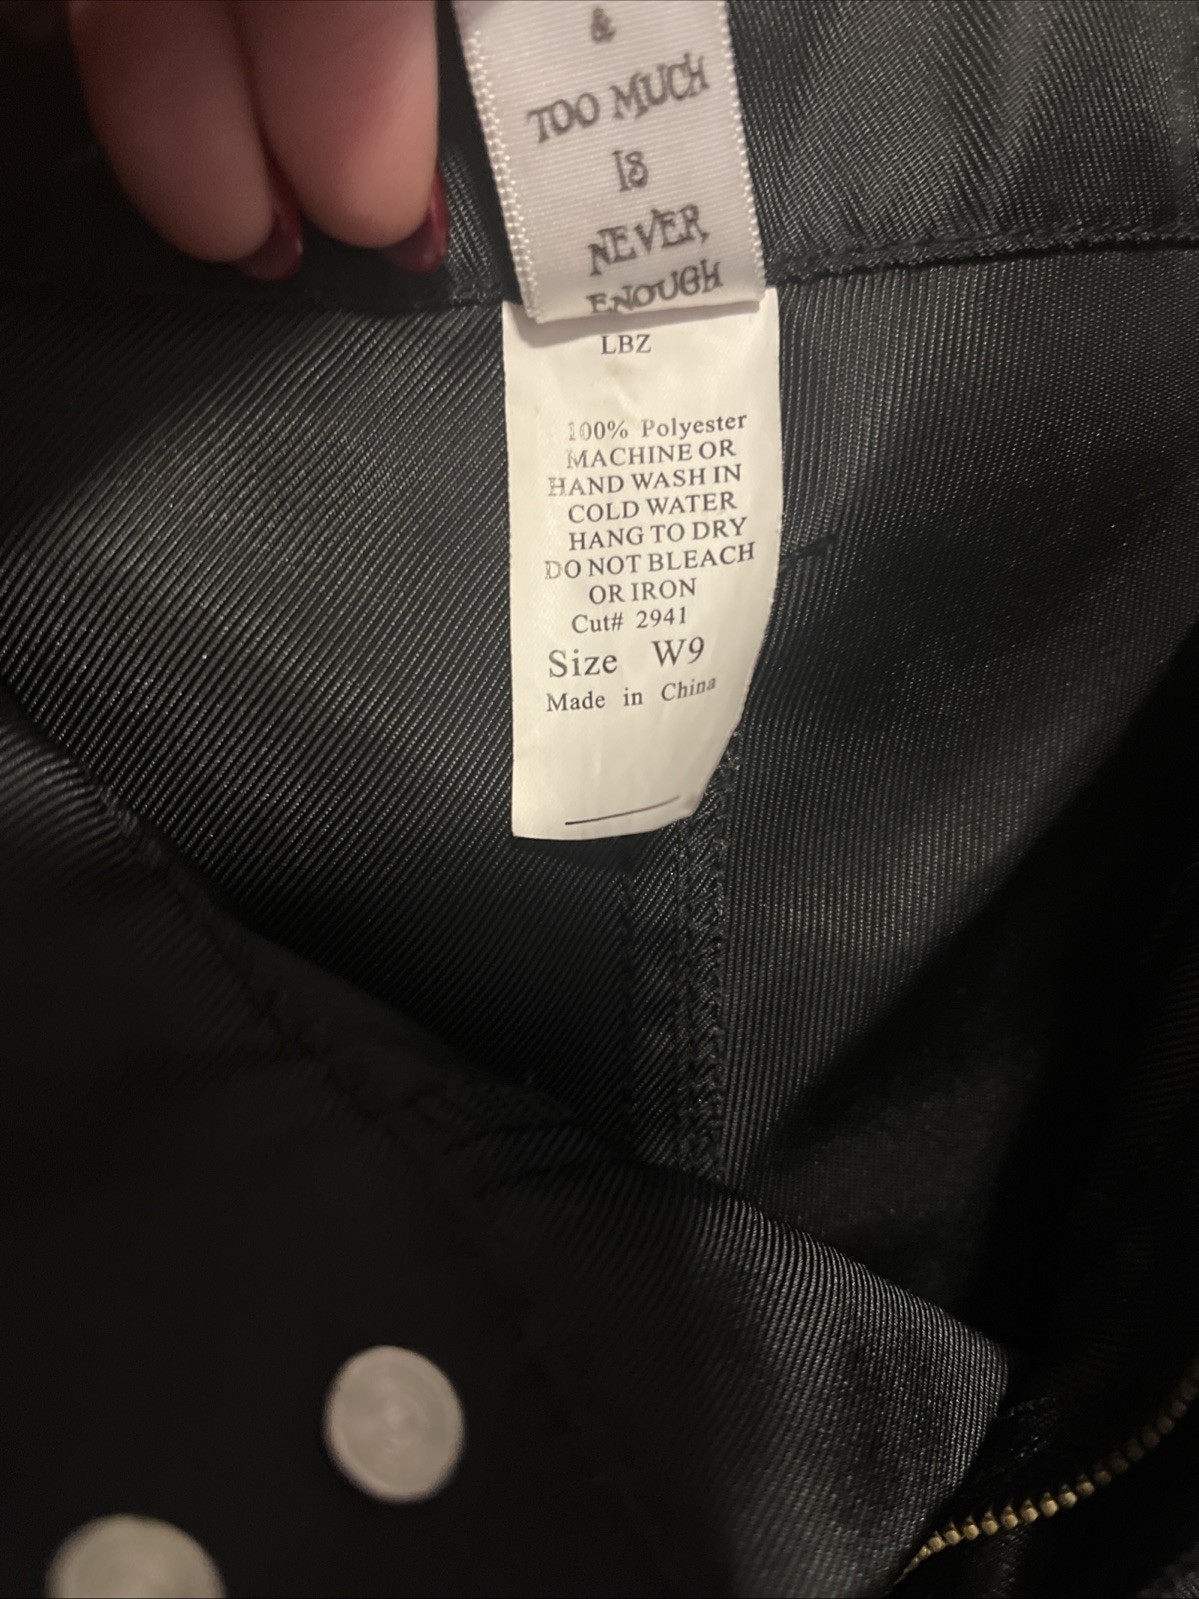 &
TOO MUCH
IS
NEVER
ENOUGH
LBZ
100% Polyester
MACHINE OR
HAND WASH IN
COLD WATER
HANG TO DRY
DO NOT BLEACH
OR IRON
Cut# 2941
Size W9
Made in China